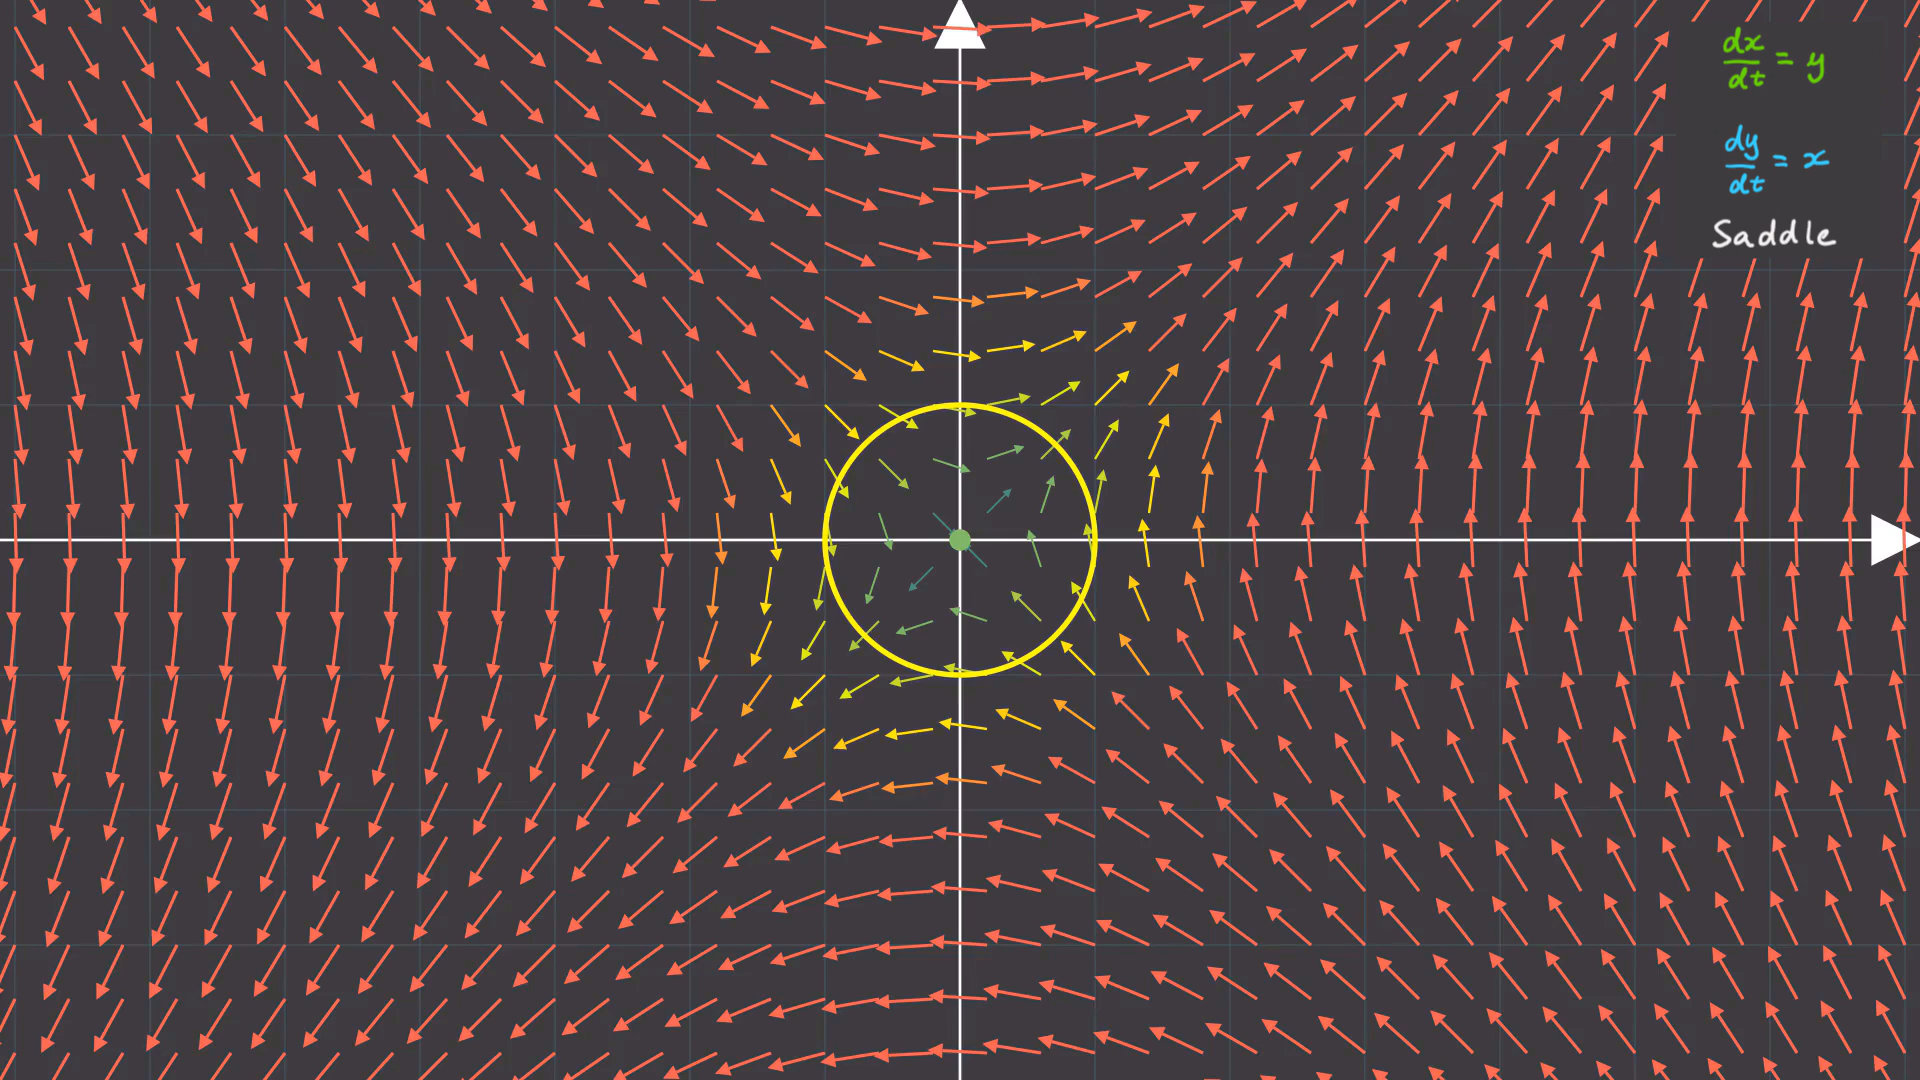 dx/dt = y
dy/dt = x
Saddle